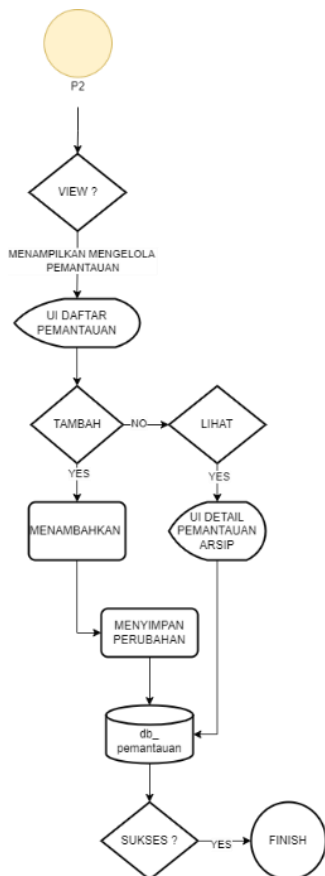 P2
VIEW ?
MENAMPILKAN MENGELOLA
PEMANTAUAN
UI DAFTAR
PEMANTAUAN
TAMBAH
NO
LIHAT
YES
YES
MENAMBAHKAN
UI DETAIL
PEMANTAUAN
ARSIP
MENYIMPAN
PERUBAHAN
db_
pemantauan
SUKSES ?
YES
FINISH